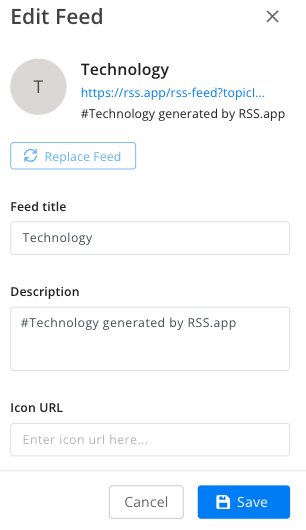 Edit Feed
T
Technology
https://rss.app/rss-feed?topicl...
#Technology generated by RSS.app
Replace Feed
Feed title
Technology
Description
#Technology generated by RSS.app
Icon URL
Enter icon url here...
Cancel
Save